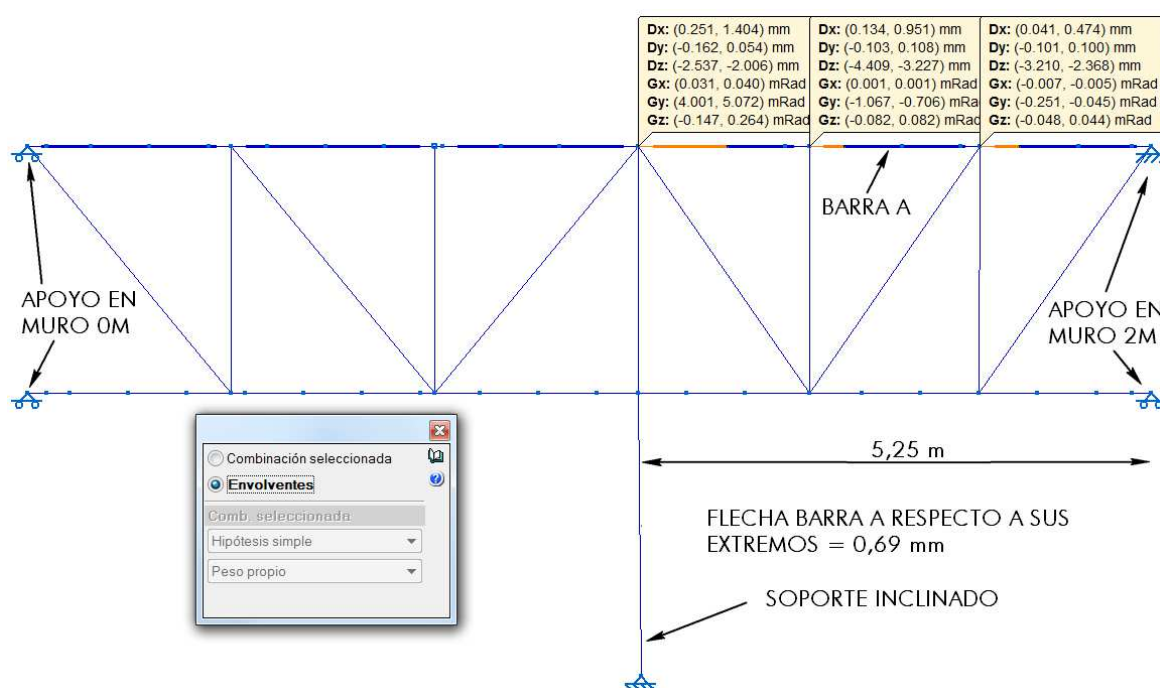 Dx: (0.251, 1.404) mm
Dy: (-0.162, 0.054) mm
Dz: (-2.537, -2.006) mm
Gx: (0.031, 0.040) mRad
Gy: (4.001, 5.072) mRad
Gz: (-0.147, 0.264) mRad
Dx: (0.134, 0.951) mm
Dy: (-0.103, 0.108) mm
Dz: (-4.409, -3.227) mm
Gx: (0.001, 0.001) mRad
Gy: (-1.067, -0.706) mRa
Gz: (-0.082, 0.082) mRad
Dx: (0.041, 0.474) mm
Dy: (-0.101, 0.100) mm
Dz: (-3.210, -2.368) mm
Gx: (-0.007, -0.005) mRad
Gy: (-0.251, -0.045) mRad
Gz: (-0.048, 0.044) mRad
BARRA A
APOYO EN
MURO 0M
APOYO EN
MURO 2M
5,25 m
Combinación seleccionada
Envolventes
Comb. seleccionada
Hipótesis simple
Peso propio
FLECHA BARRA A RESPECTO A SUS
EXTREMOS = 0,69 mm
SOPORTE INCLINADO